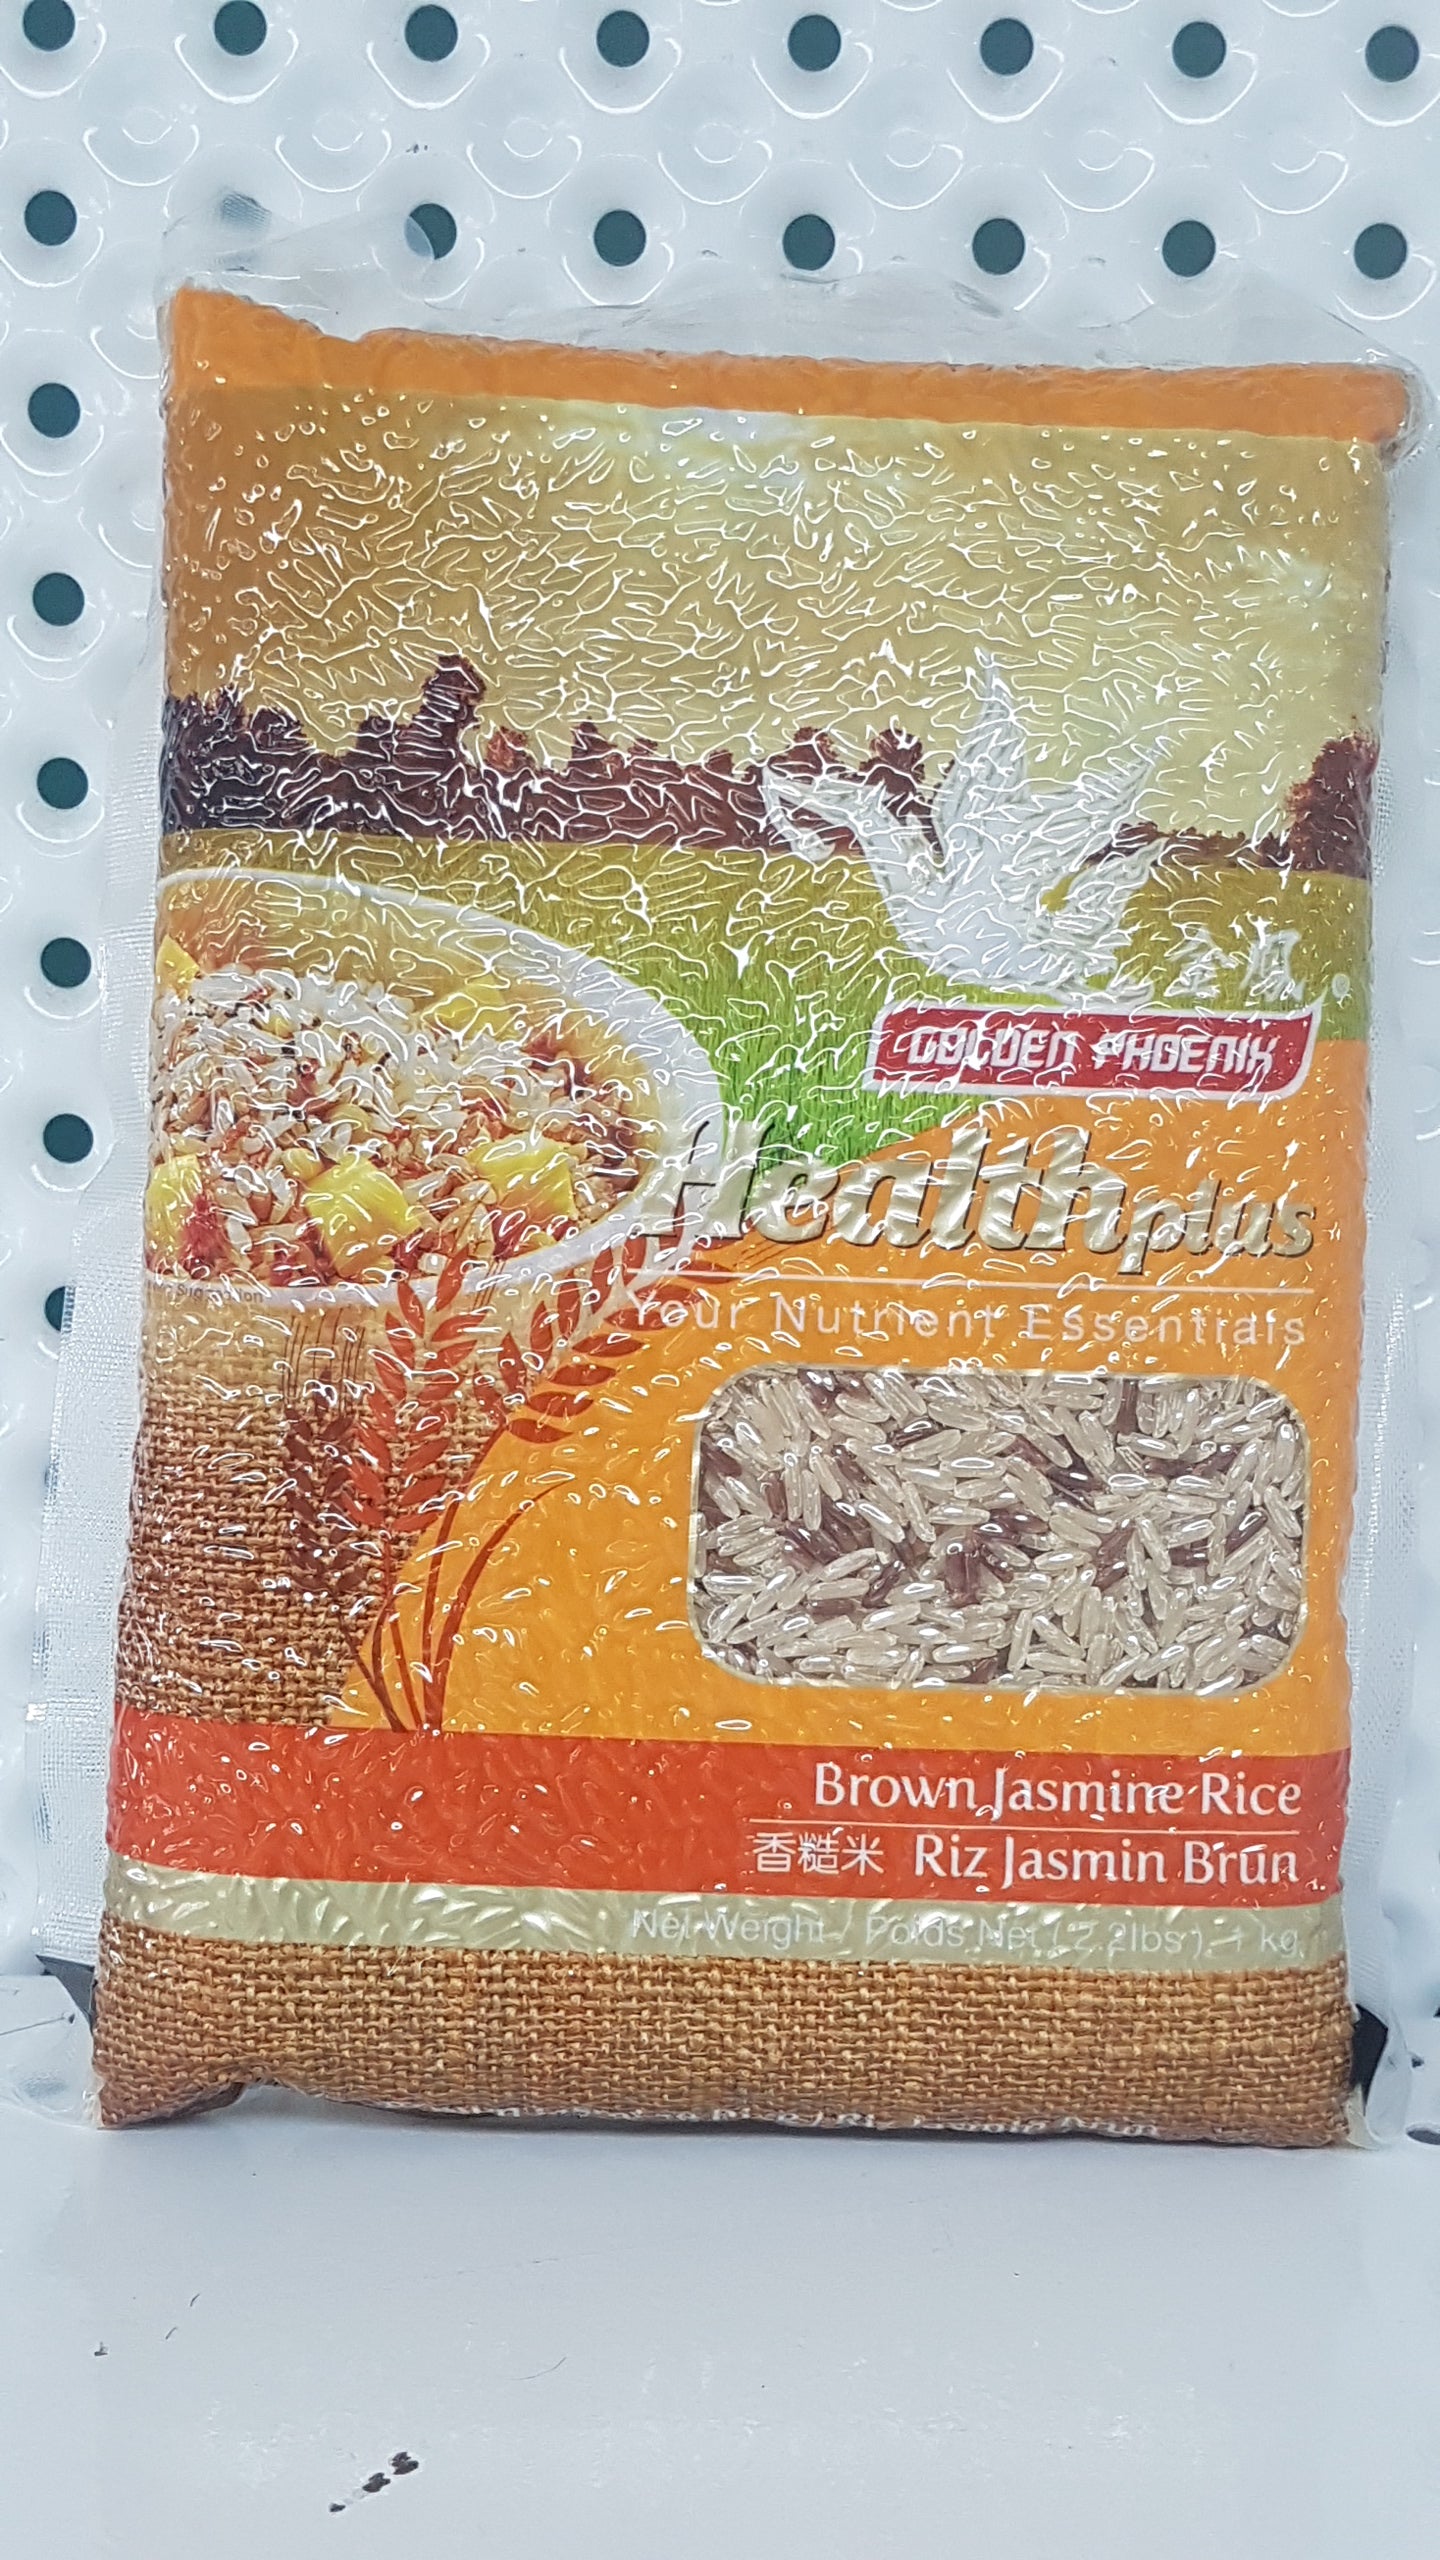 金鳳
GOLDEN PHOENIX
Healthplus
Your Nutrient Essentials
Brown Jasmine Rice
香糙米 Riz Jasmin Brun
Net Weight / Poids Net (2.2lbs) 1 kg